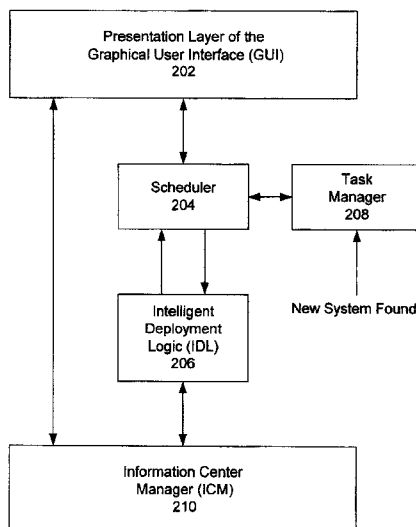 Presentation Layer of the
Graphical User Interface (GUI)
202
Scheduler
204
Task
Manager
208
New System Found
Intelligent
Deployment
Logic (IDL)
206
Information Center
Manager (ICM)
210